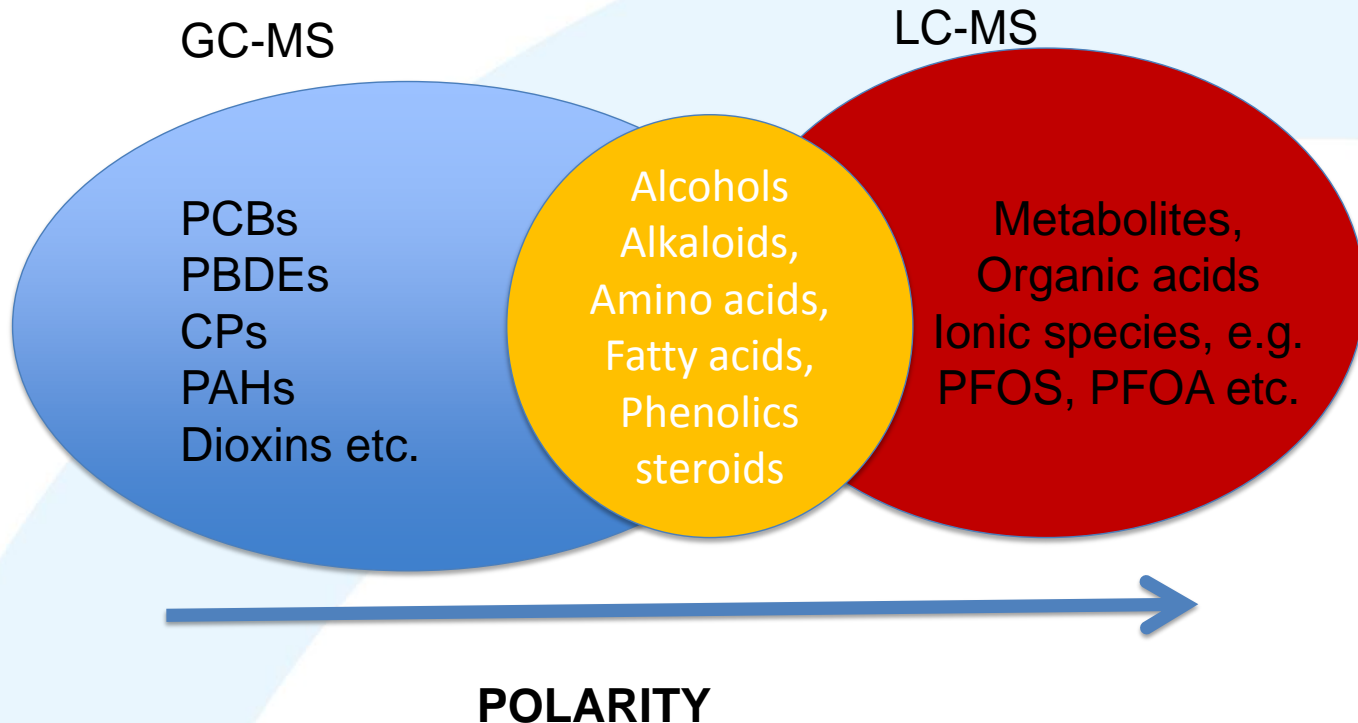 GC-MS
LC-MS
PCBs
PBDEs
CPs
PAHs
Dioxins etc.
Alcohols
Alkaloids,
Amino acids,
Fatty acids,
Phenolics
steroids
Metabolites,
Organic acids
Ionic species, e.g.
PFOS, PFOA etc.
POLARITY